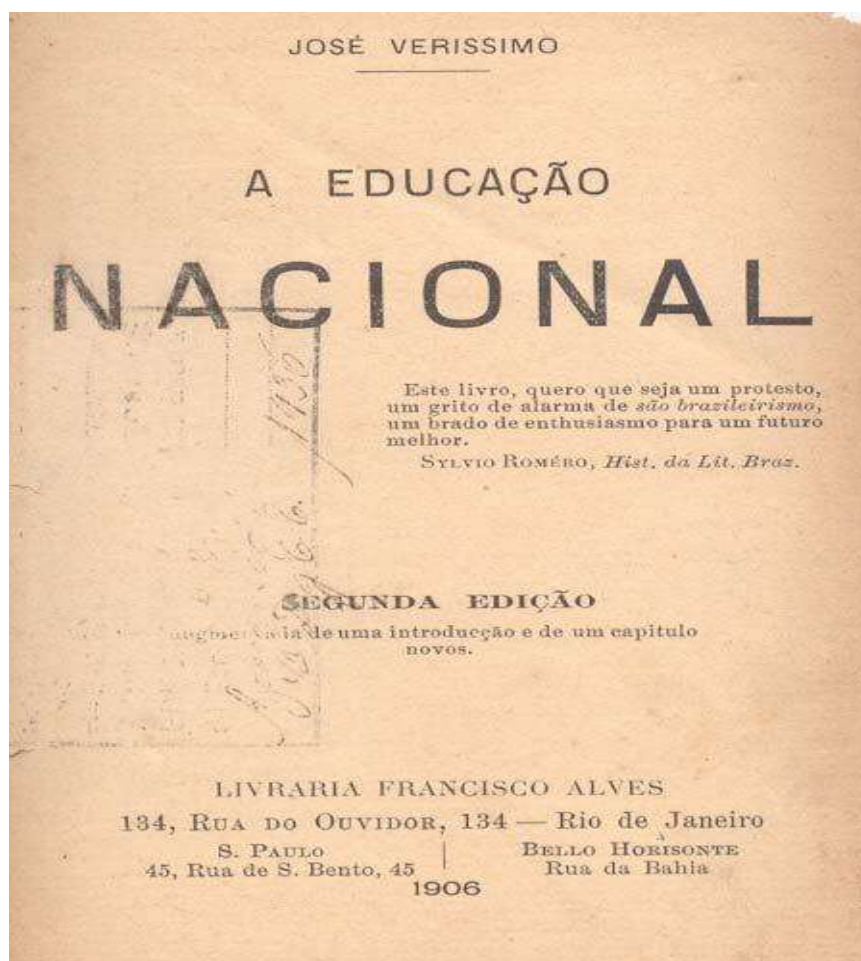 JOSÉ VERISSIMO
A EDUCAÇÃO
NACIONAL
Este livro, quero que seja um protesto,
um grito de alarma de são brazileirismo,
um brado de enthusiasmo para um futuro
melhor.
SYLVIO ROMÉRO, Hist. da Lit. Braz.
SEGUNDA EDIÇÃO
de uma introducção e de um capitulo
novos.
LIVRARIA FRANCISCO ALVES
134, RUA DO OUVIDOR, 134 — Rio de Janeiro
S. PAULO
45, Rua de S. Bento, 45
BELLO HORISONTE
Rua da Bahia
1906